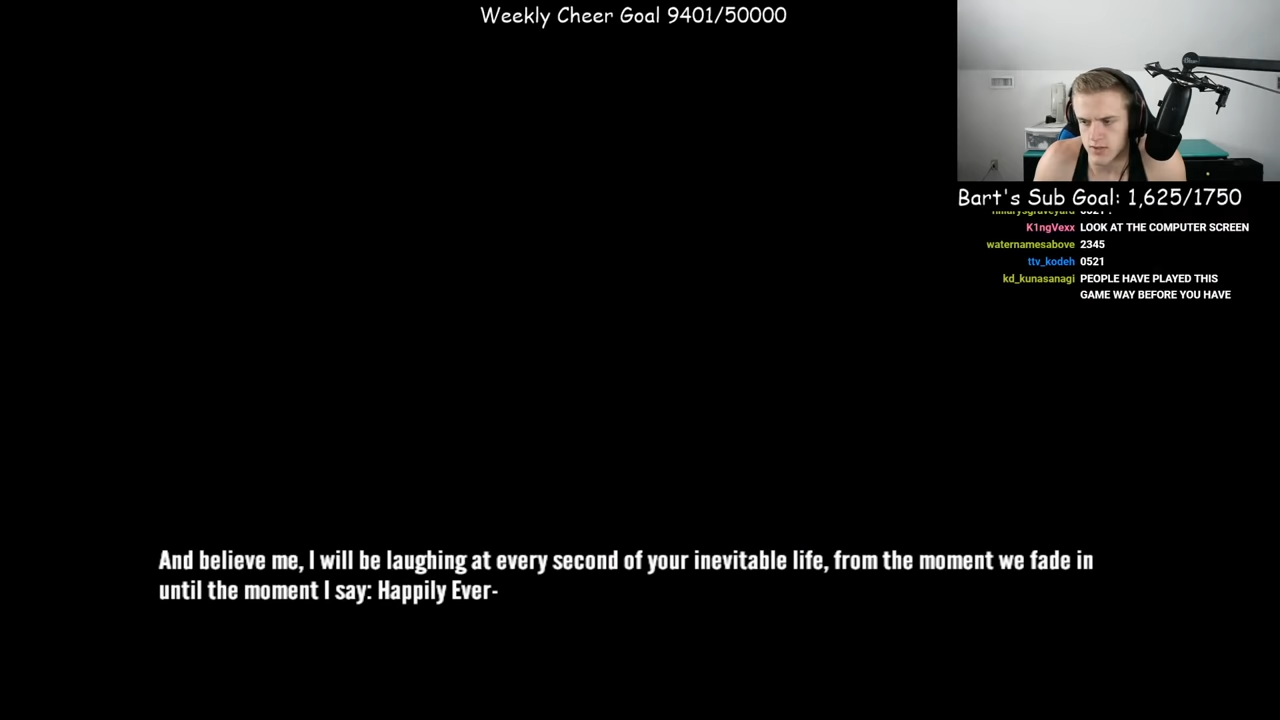 Weekly Cheer Goal 9401/50000
Bart's Sub Goal: 1,625/1750
K1ngVexx LOOK AT THE COMPUTER SCREEN
waternamesabove 2345
ttv_kodeh 0521
kd_kunasanagi PEOPLE HAVE PLAYED THIS
GAME WAY BEFORE YOU HAVE
And believe me, I will be laughing at every second of your inevitable life, from the moment we fade in
until the moment I say: Happily Ever-